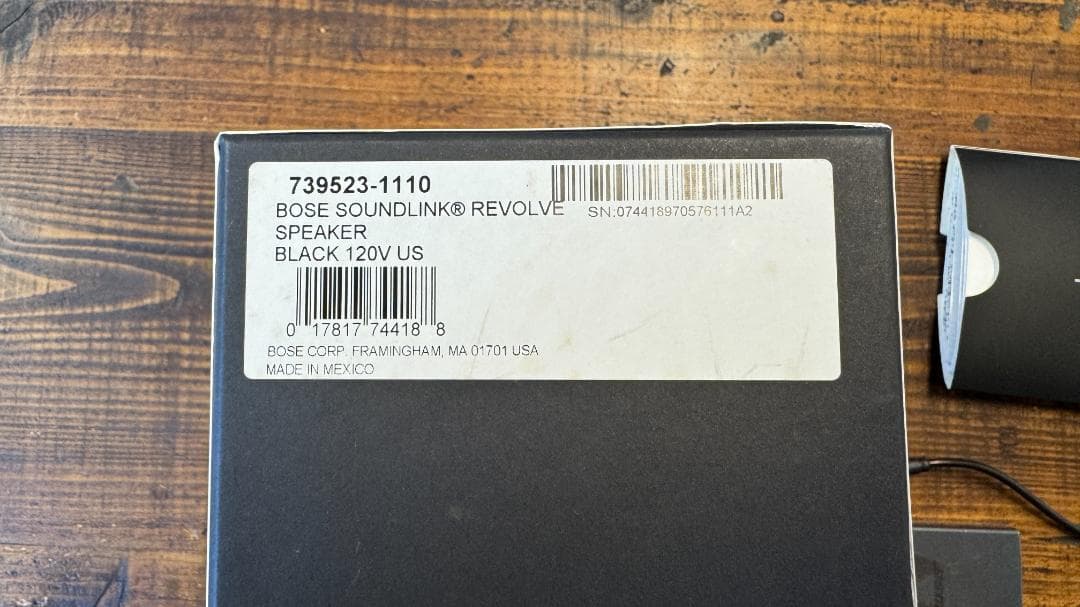 739523-1110
BOSE SOUNDLINK® REVOLVE
SPEAKER
BLACK 120V US
SN:074418970576111A2
0 17817 74418 8
BOSE CORP. FRAMINGHAM, MA 01701 USA
MADE IN MEXICO